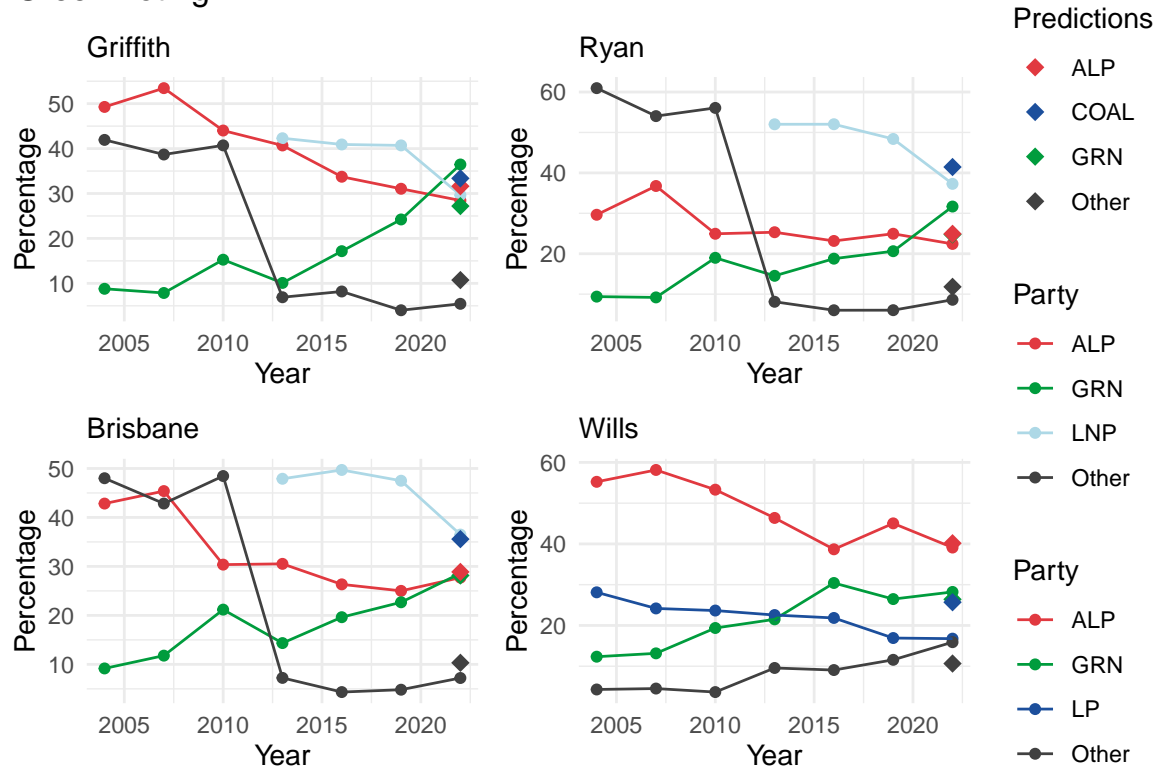 Griffith
50
40
30
20
10
Percentage
2005 2010 2015 2020
Year
Ryan
60
40
20
Percentage
2005 2010 2015 2020
Year
Brisbane
50
40
30
20
10
Percentage
2005 2010 2015 2020
Year
Wills
60
40
20
Percentage
2005 2010 2015 2020
Year
Predictions
ALP
COAL
GRN
Other
Party
ALP
GRN
LNP
Other
Party
ALP
GRN
LP
Other